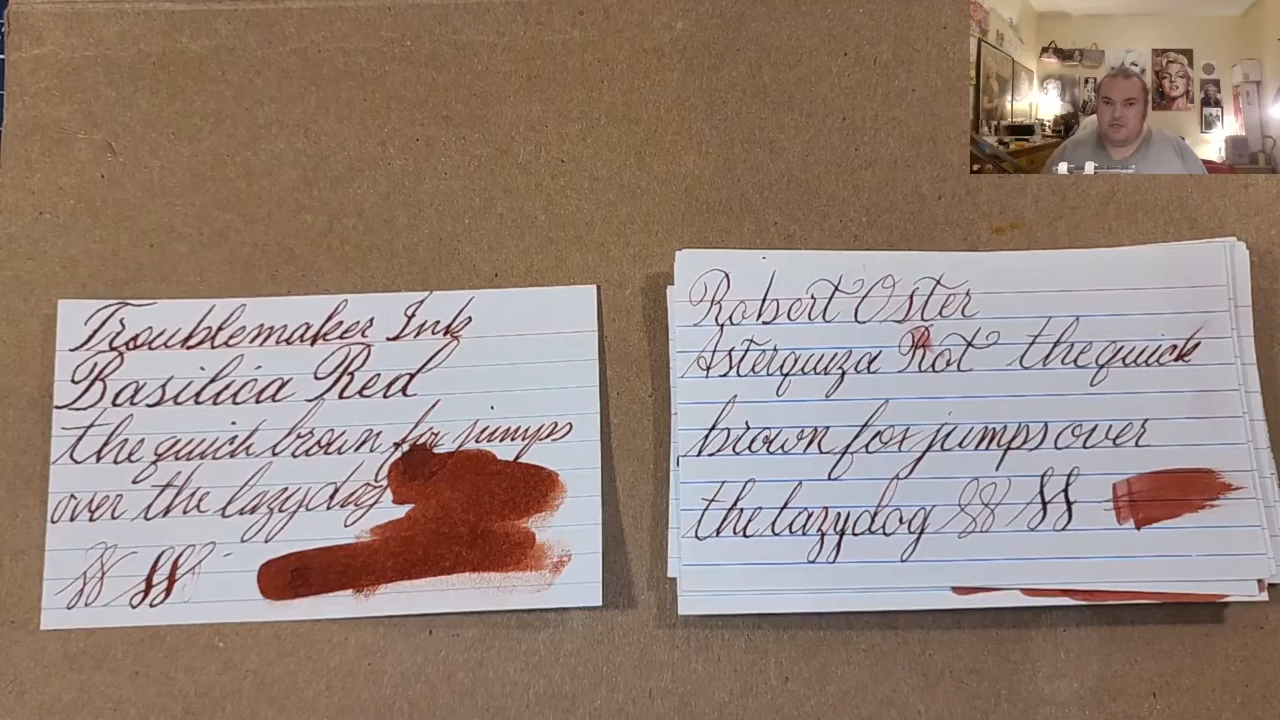 Troublemaker Ink
Basilica Red
the quick brown fox jumps
over the lazy dog
Robert Oster
Asterquiza Rot the quick
brown fox jumps over
the lazy dog